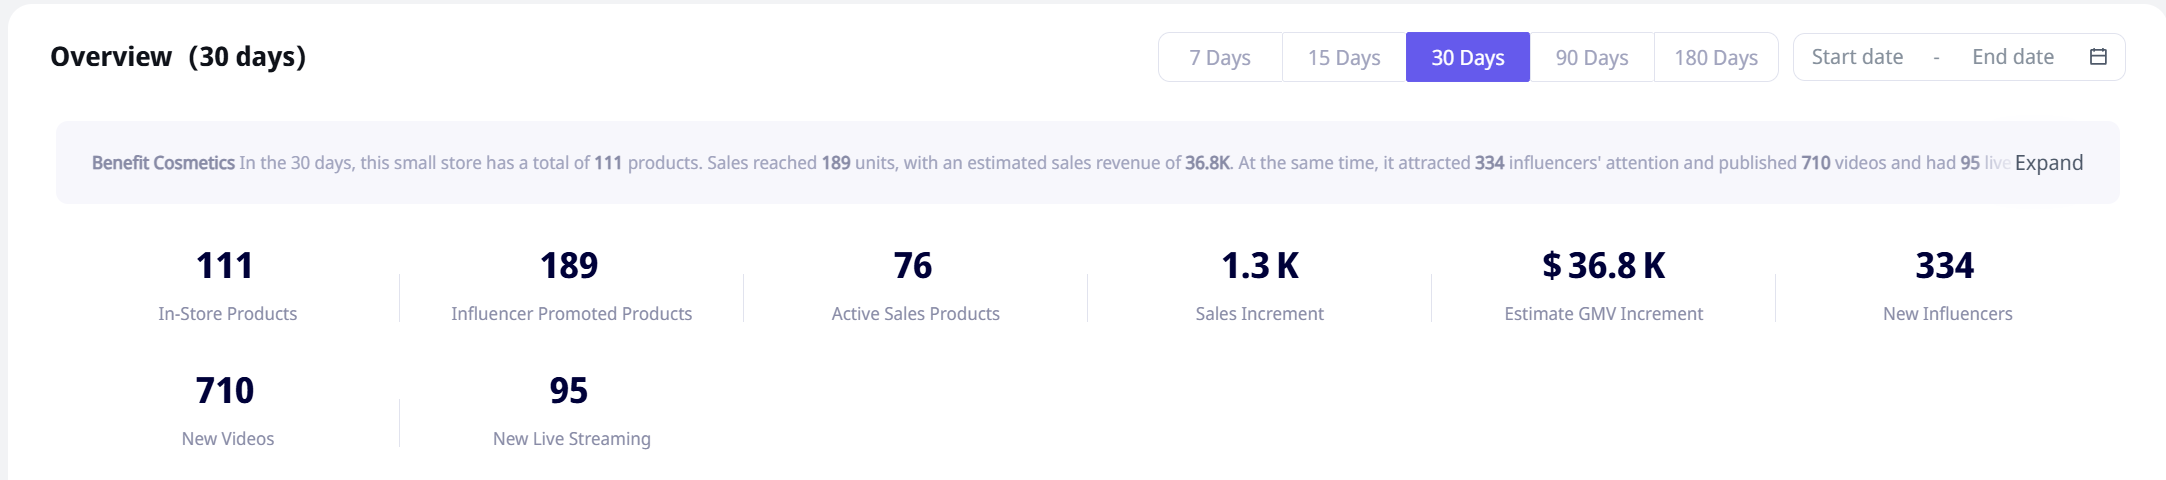 Overview (30 days)
7 Days 15 Days 30 Days 90 Days 180 Days Start date - End date
Benefit Cosmetics In the 30 days, this small store has a total of 111 products. Sales reached 189 units, with an estimated sales revenue of 36.8K. At the same time, it attracted 334 influencers' attention and published 710 videos and had 95 live Expand
111 189 76 1.3 K $ 36.8 K 334
In-Store Products Influencer Promoted Products Active Sales Products Sales Increment Estimate GMV Increment New Influencers
710 95
New Videos New Live Streaming